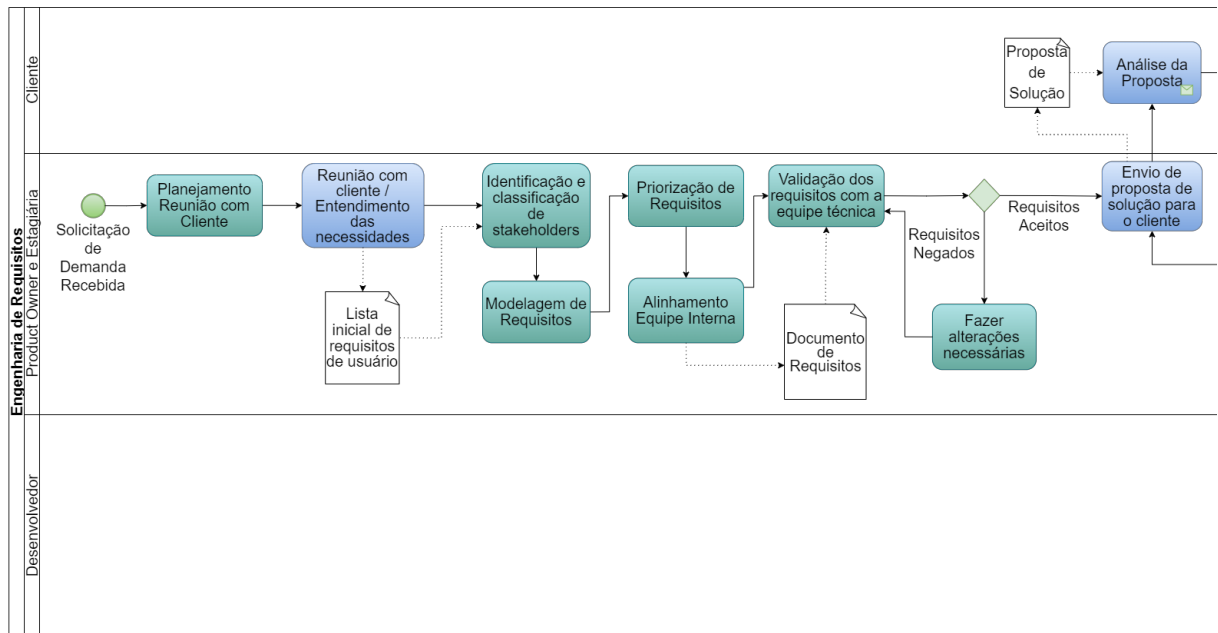 Engenharia de Requisitos
Cliente
Proposta
de
Solução
Análise da
Proposta
Product Owner e Estagiária
Solicitação
de
Demanda
Recebida
Planejamento
Reunião com
Cliente
Reunião com
cliente /
Entendimento
das
necessidades
Lista
inicial de
requisitos
de usuário
Identificação e
classificação
de
stakeholders
Modelagem de
Requisitos
Priorização de
Requisitos
Alinhamento
Equipe Interna
Documento
de
Requisitos
Validação dos
requisitos com a
equipe técnica
Requisitos
Negados
Requisitos
Aceitos
Fazer
alterações
necessárias
Envio de
proposta de
solução para
o cliente
Desenvolvedor